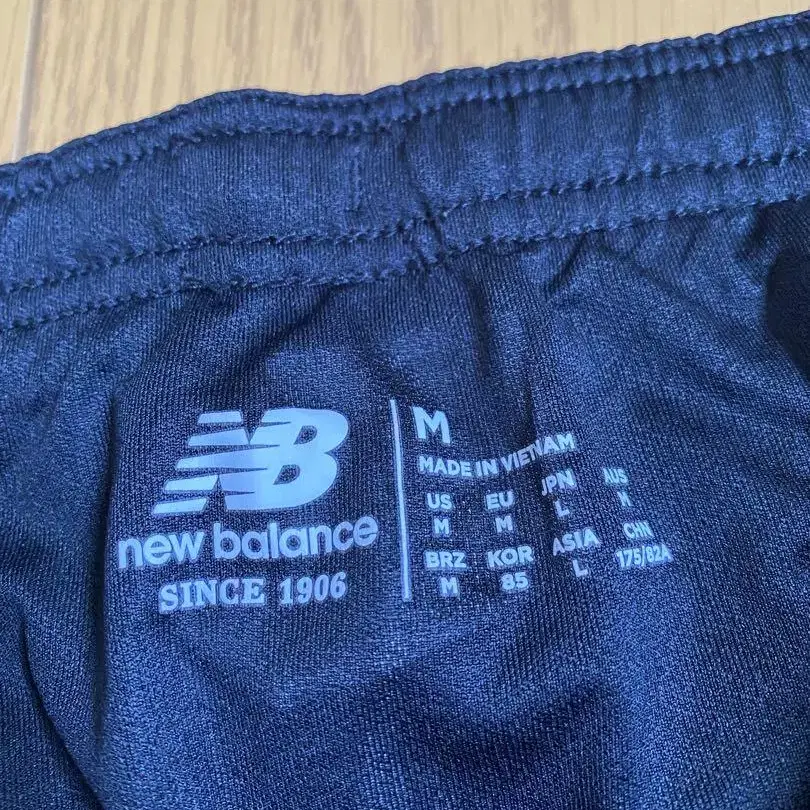 NB
new balance
SINCE 1906
M
MADE IN VIETNAM
US EU JPN AUS
M M L M
BRZ KOR ASIA CHN
M 85 L 175/82A